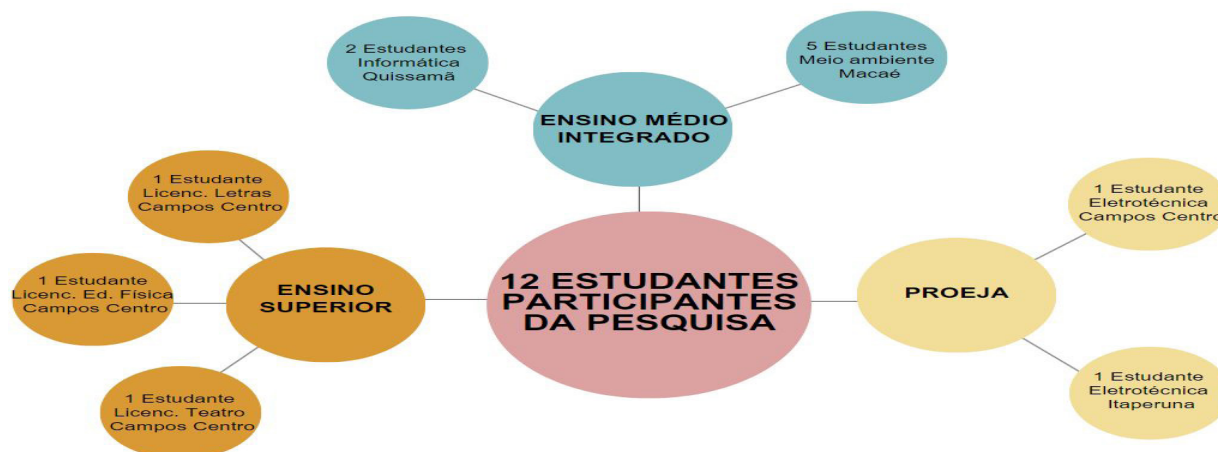 2 Estudantes
Informática
Quissamã
5 Estudantes
Meio ambiente
Macaé
ENSINO MÉDIO
INTEGRADO
1 Estudante
Licenc. Letras
Campos Centro
1 Estudante
Licenc. Ed. Física
Campos Centro
1 Estudante
Licenc. Teatro
Campos Centro
ENSINO
SUPERIOR
12 ESTUDANTES
PARTICIPANTES
DA PESQUISA
PROEJA
1 Estudante
Eletrotécnica
Campos Centro
1 Estudante
Eletrotécnica
Itaperuna